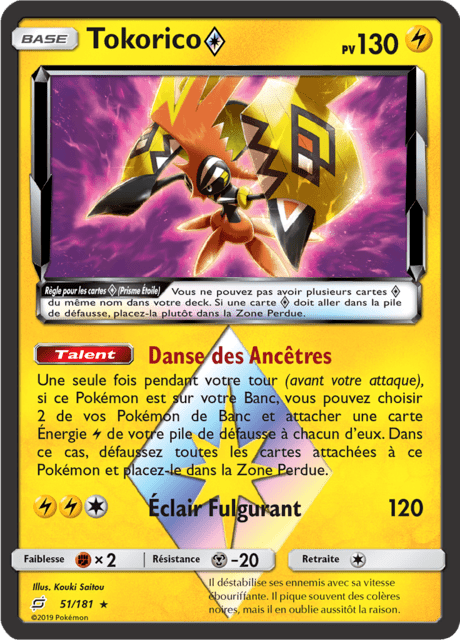 BASE Tokorico◊ PV130
Règle pour les cartes ◊ (Prisme Étoile) Vous ne pouvez pas avoir plusieurs cartes ◊
du même nom dans votre deck. Si une carte ◊ doit aller dans la pile
de défausse, placez-la plutôt dans la Zone Perdue.
Talent Danse des Ancêtres
Une seule fois pendant votre tour (avant votre attaque),
si ce Pokémon est sur votre Banc, vous pouvez choisir
2 de vos Pokémon de Banc et attacher une carte
Énergie ⚡ de votre pile de défausse à chacun d'eux. Dans
ce cas, défaussez toutes les cartes attachées à ce
Pokémon et placez-le dans la Zone Perdue.
Éclair Fulgurant 120
Faiblesse ×2 Résistance -20 Retraite
Illus. Kouki Saitou
51/181 ★
©2019 Pokémon
Il déstabilise ses ennemis avec sa vitesse
ébouriffante. Il pique souvent des colères
noires, mais il en oublie aussitôt la raison.